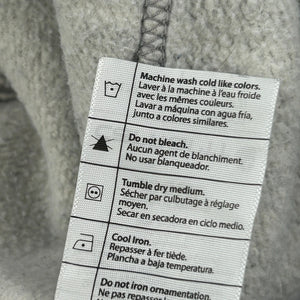 Machine wash cold like colors.
Laver à la machine à l'eau froide
avec les mêmes couleurs.
Lavar a máquina con agua fría,
junto a colores similares.
Do not bleach.
Aucun agent de blanchiment.
No usar blanqueador.
Tumble dry medium.
Sécher par culbutage à réglage
moyen.
Secar en secadora en ciclo medio.
Cool iron.
Repasser à fer tiède.
Plancha a baja temperatura.
Do not iron ornamentation.
Ne pas repasser